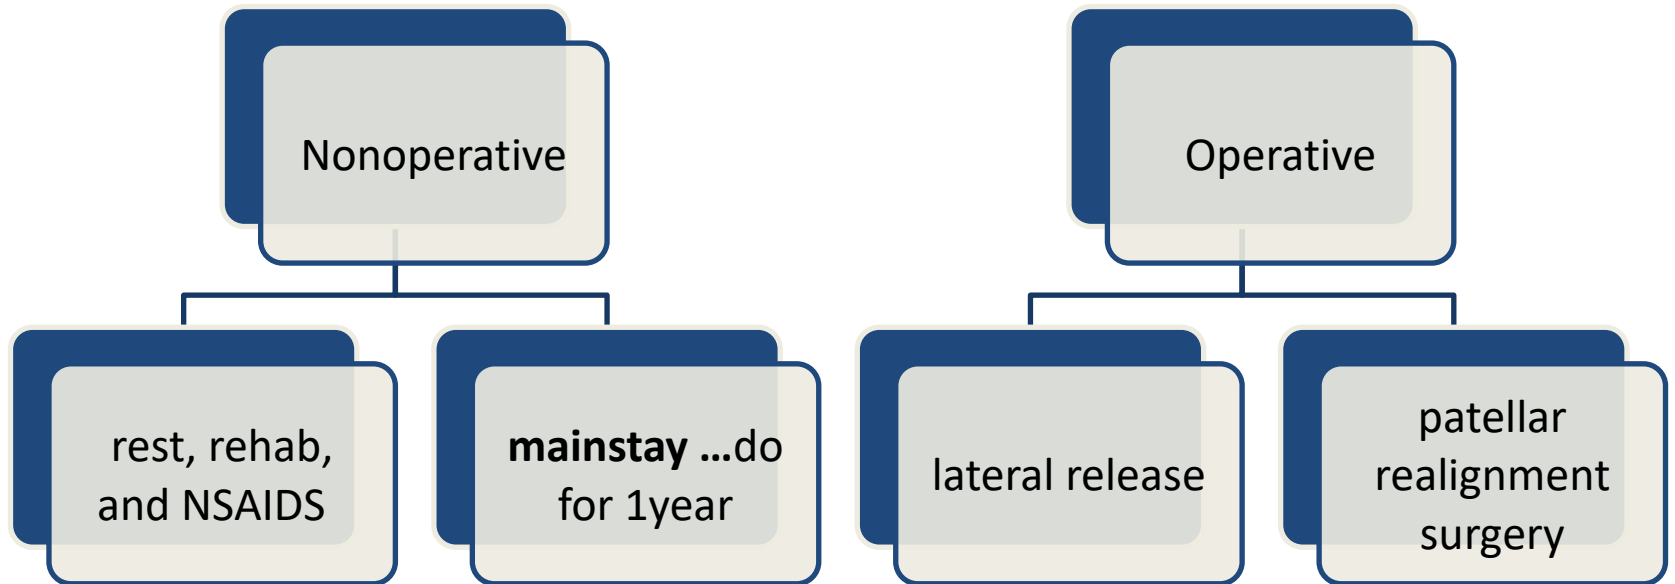 Nonoperative
Operative
rest, rehab,
and NSAIDS
mainstay ...do
for 1year
lateral release
patellar
realignment
surgery